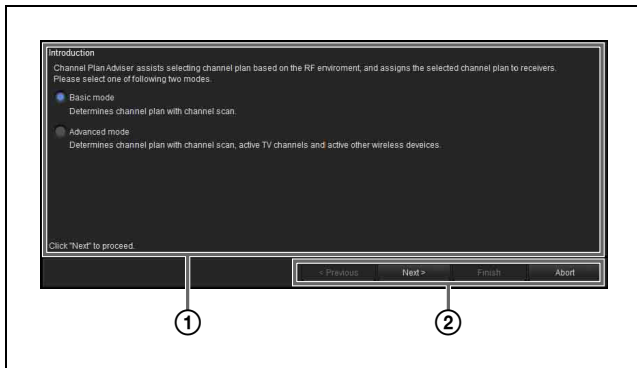 Introduction
Channel Plan Adviser assists selecting channel plan based on the RF enviroment, and assigns the selected channel plan to receivers.
Please select one of following two modes.
Basic mode
Determines channel plan with channel scan.
Advanced mode
Determines channel plan with channel scan, active TV channels and active other wireless deveices.
Click "Next" to proceed.
< Previous Next > Finish Abort
① ②